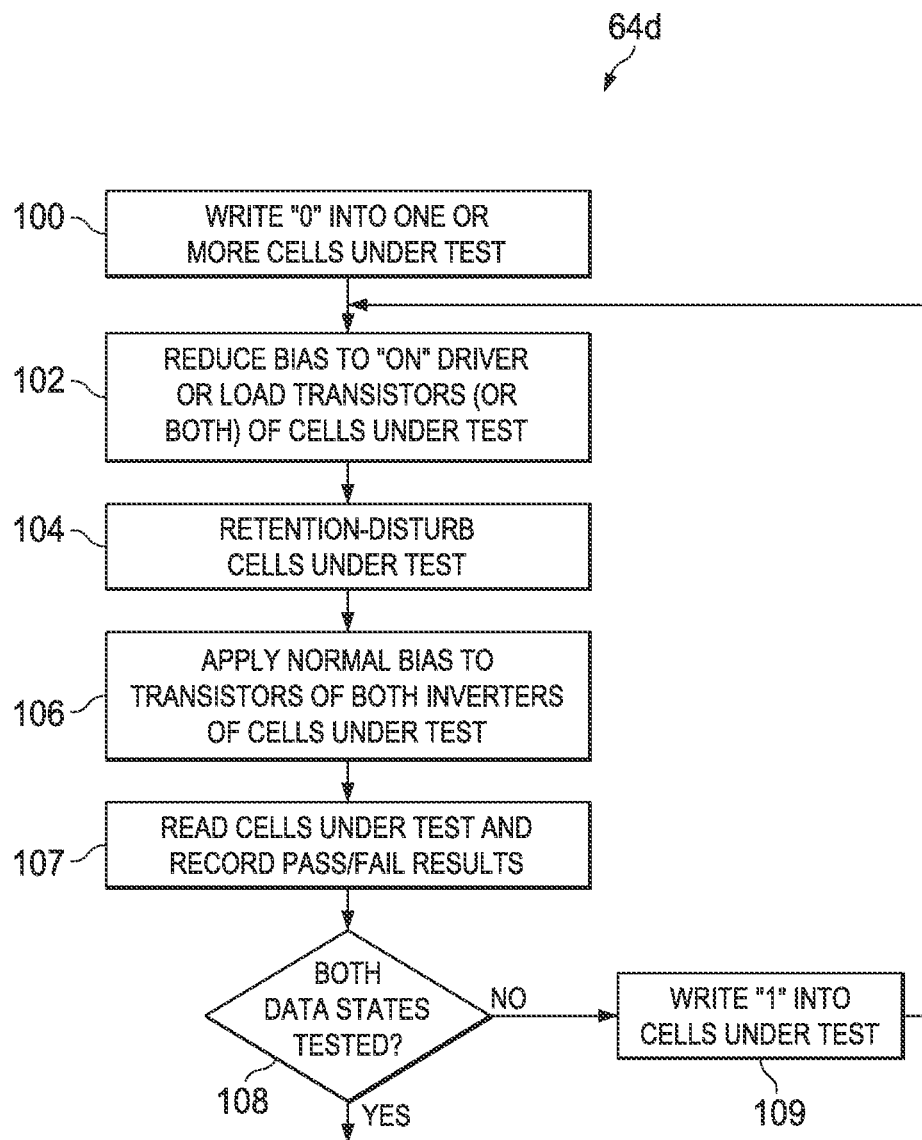 64d
100
WRITE "0" INTO ONE OR
MORE CELLS UNDER TEST
102
REDUCE BIAS TO "ON" DRIVER
OR LOAD TRANSISTORS (OR
BOTH) OF CELLS UNDER TEST
104
RETENTION-DISTURB
CELLS UNDER TEST
106
APPLY NORMAL BIAS TO
TRANSISTORS OF BOTH INVERTERS
OF CELLS UNDER TEST
107
READ CELLS UNDER TEST AND
RECORD PASS/FAIL RESULTS
BOTH
DATA STATES
TESTED?
108
NO
WRITE "1" INTO
CELLS UNDER TEST
109
YES